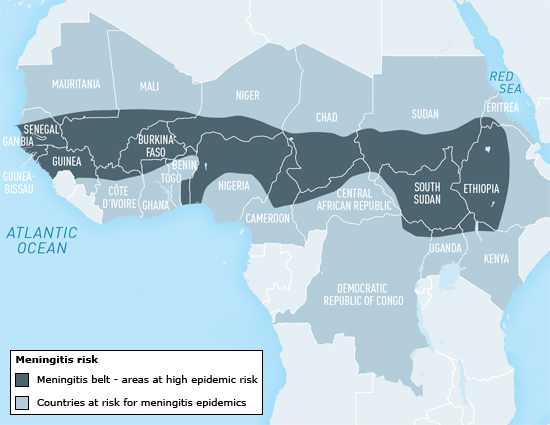 RED
SEA
MAURITANIA
MALI
NIGER
CHAD
SUDAN
ERITREA
SENEGAL
GAMBIA
BURKINA
FASO
GUINEA
BENIN
TOGO
GUINEA-
BISSAU
CÔTE
D'IVOIRE
GHANA
NIGERIA
CENTRAL
AFRICAN REPUBLIC
SOUTH
SUDAN
ETHIOPIA
CAMEROON
ATLANTIC
OCEAN
UGANDA
KENYA
DEMOCRATIC
REPUBLIC OF CONGO
Meningitis risk
Meningitis belt - areas at high epidemic risk
Countries at risk for meningitis epidemics